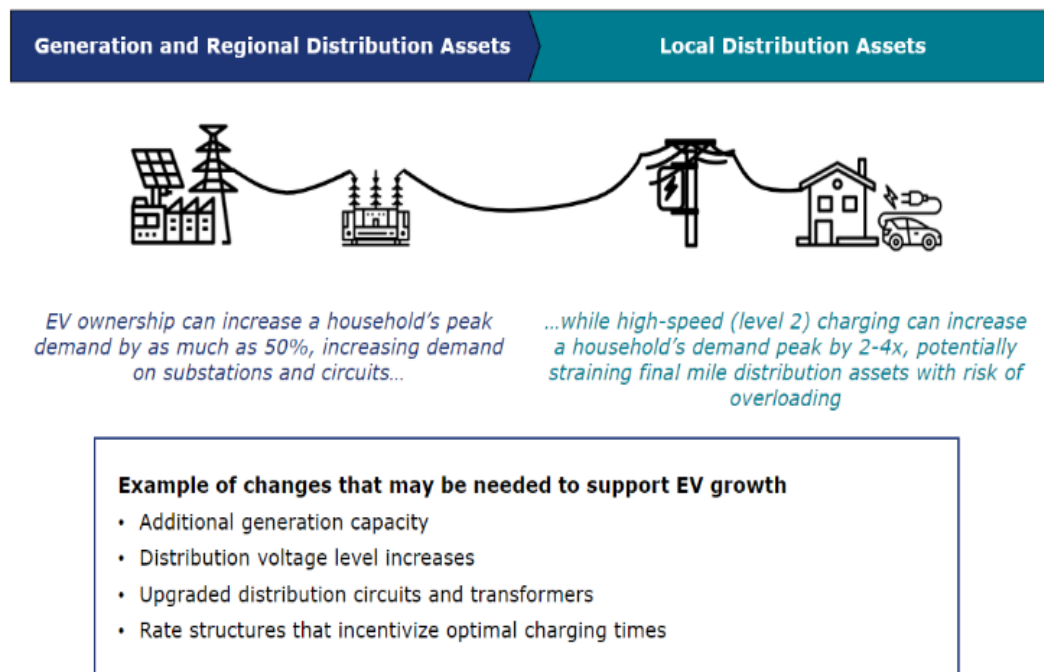 Generation and Regional Distribution Assets
Local Distribution Assets
EV ownership can increase a household's peak
demand by as much as 50%, increasing demand
on substations and circuits...
...while high-speed (level 2) charging can increase
a household's demand peak by 2-4x, potentially
straining final mile distribution assets with risk of
overloading
Example of changes that may be needed to support EV growth
• Additional generation capacity
• Distribution voltage level increases
• Upgraded distribution circuits and transformers
• Rate structures that incentivize optimal charging times